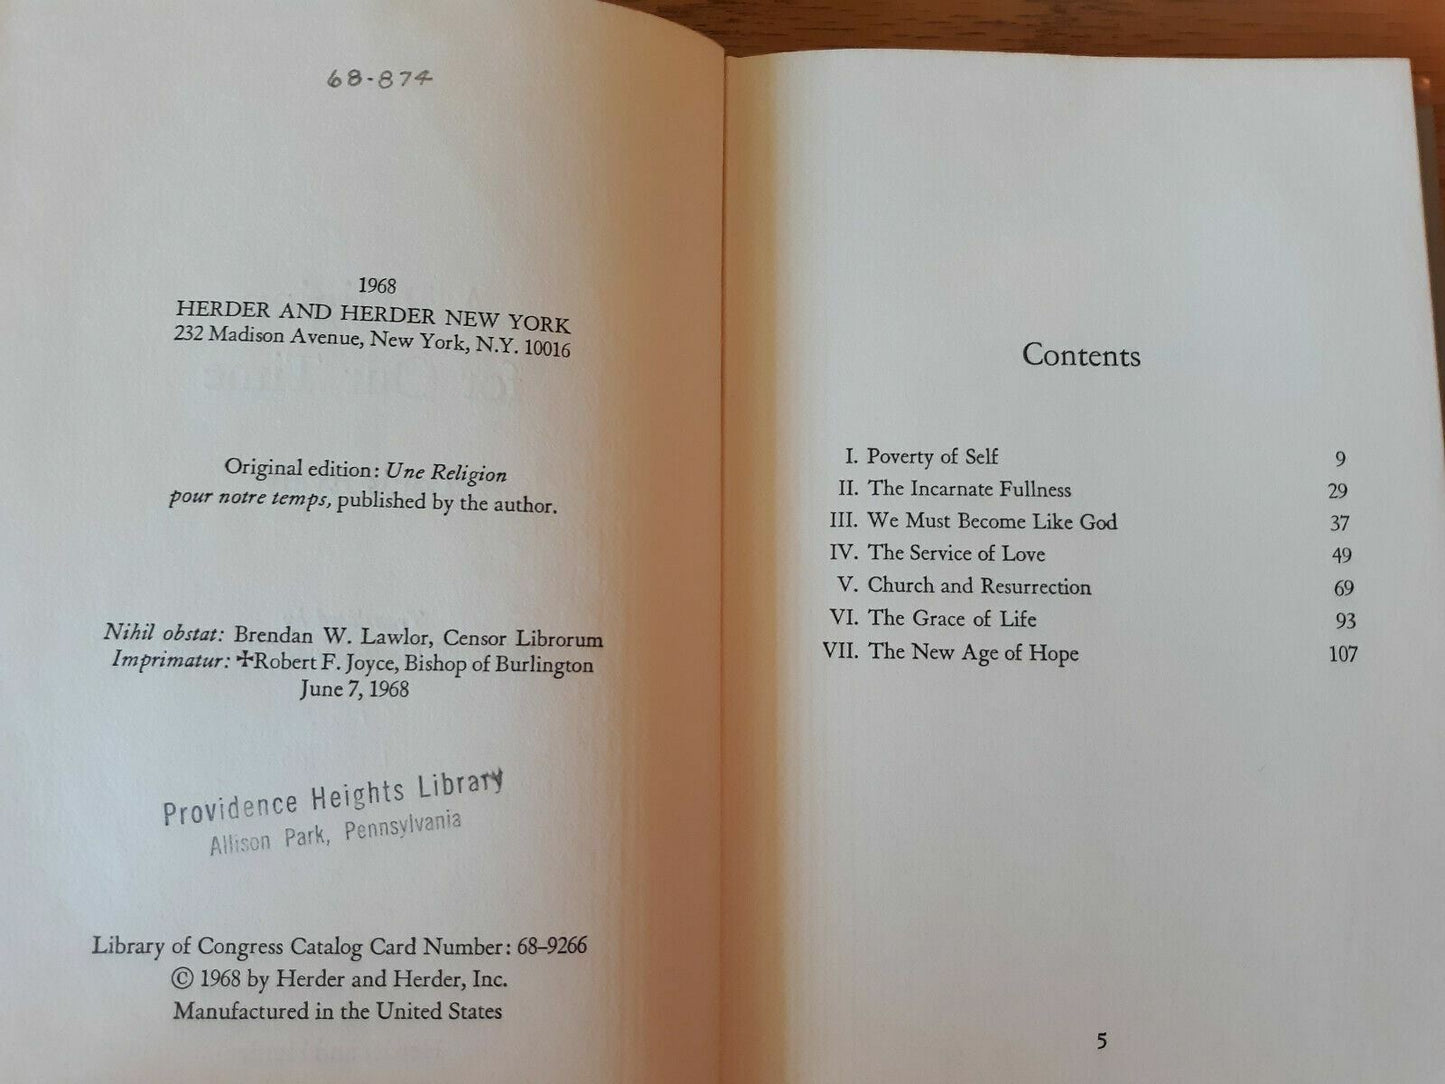 68-874
1968
HERDER AND HERDER NEW YORK
232 Madison Avenue, New York, N.Y. 10016
Original edition: Une Religion
pour notre temps, published by the author.
Nihil obstat: Brendan W. Lawlor, Censor Librorum
Imprimatur: ✠Robert F. Joyce, Bishop of Burlington
June 7, 1968
Providence Heights Library
Allison Park, Pennsylvania
Library of Congress Catalog Card Number: 68–9266
© 1968 by Herder and Herder, Inc.
Manufactured in the United States
Contents
I. Poverty of Self 9
II. The Incarnate Fullness 29
III. We Must Become Like God 37
IV. The Service of Love 49
V. Church and Resurrection 69
VI. The Grace of Life 93
VII. The New Age of Hope 107
5